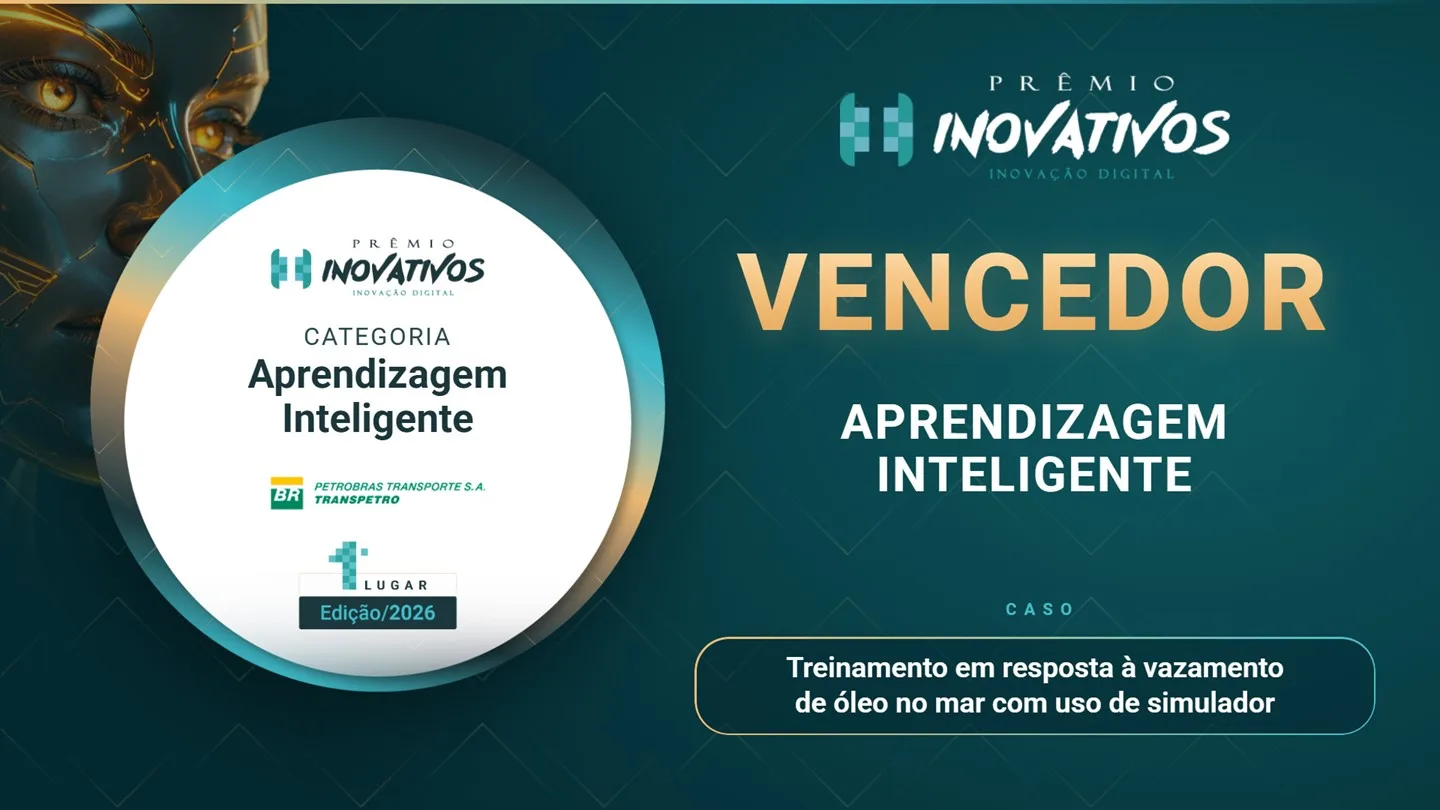 PRÊMIO
INOVATIVOS
INOVAÇÃO DIGITAL
CATEGORIA
Aprendizagem
Inteligente
BR PETROBRAS TRANSPORTE S.A.
TRANSPETRO
1º LUGAR
Edição/2026
PRÊMIO
INOVATIVOS
INOVAÇÃO DIGITAL
VENCEDOR
APRENDIZAGEM
INTELIGENTE
CASO
Treinamento em resposta à vazamento
de óleo no mar com uso de simulador